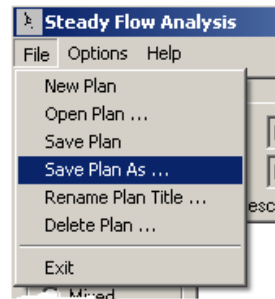 Steady Flow Analysis
File Options Help
New Plan
Open Plan ...
Save Plan
Save Plan As ...
Rename Plan Title ...
Delete Plan ...
Exit